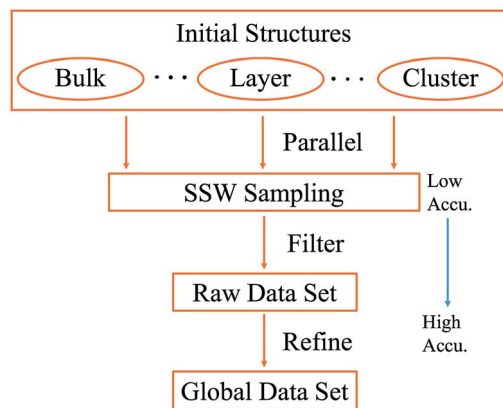 Initial Structures
Bulk ··· Layer ··· Cluster
Parallel
SSW Sampling
Low
Accu.
Filter
Raw Data Set
High
Accu.
Refine
Global Data Set